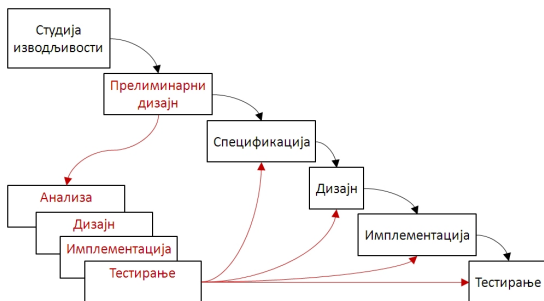 Студија
изводљивости
Прелиминарни
дизајн
Спецификација
Дизајн
Имплементација
Тестирање
Анализа
Дизајн
Имплементација
Тестирање